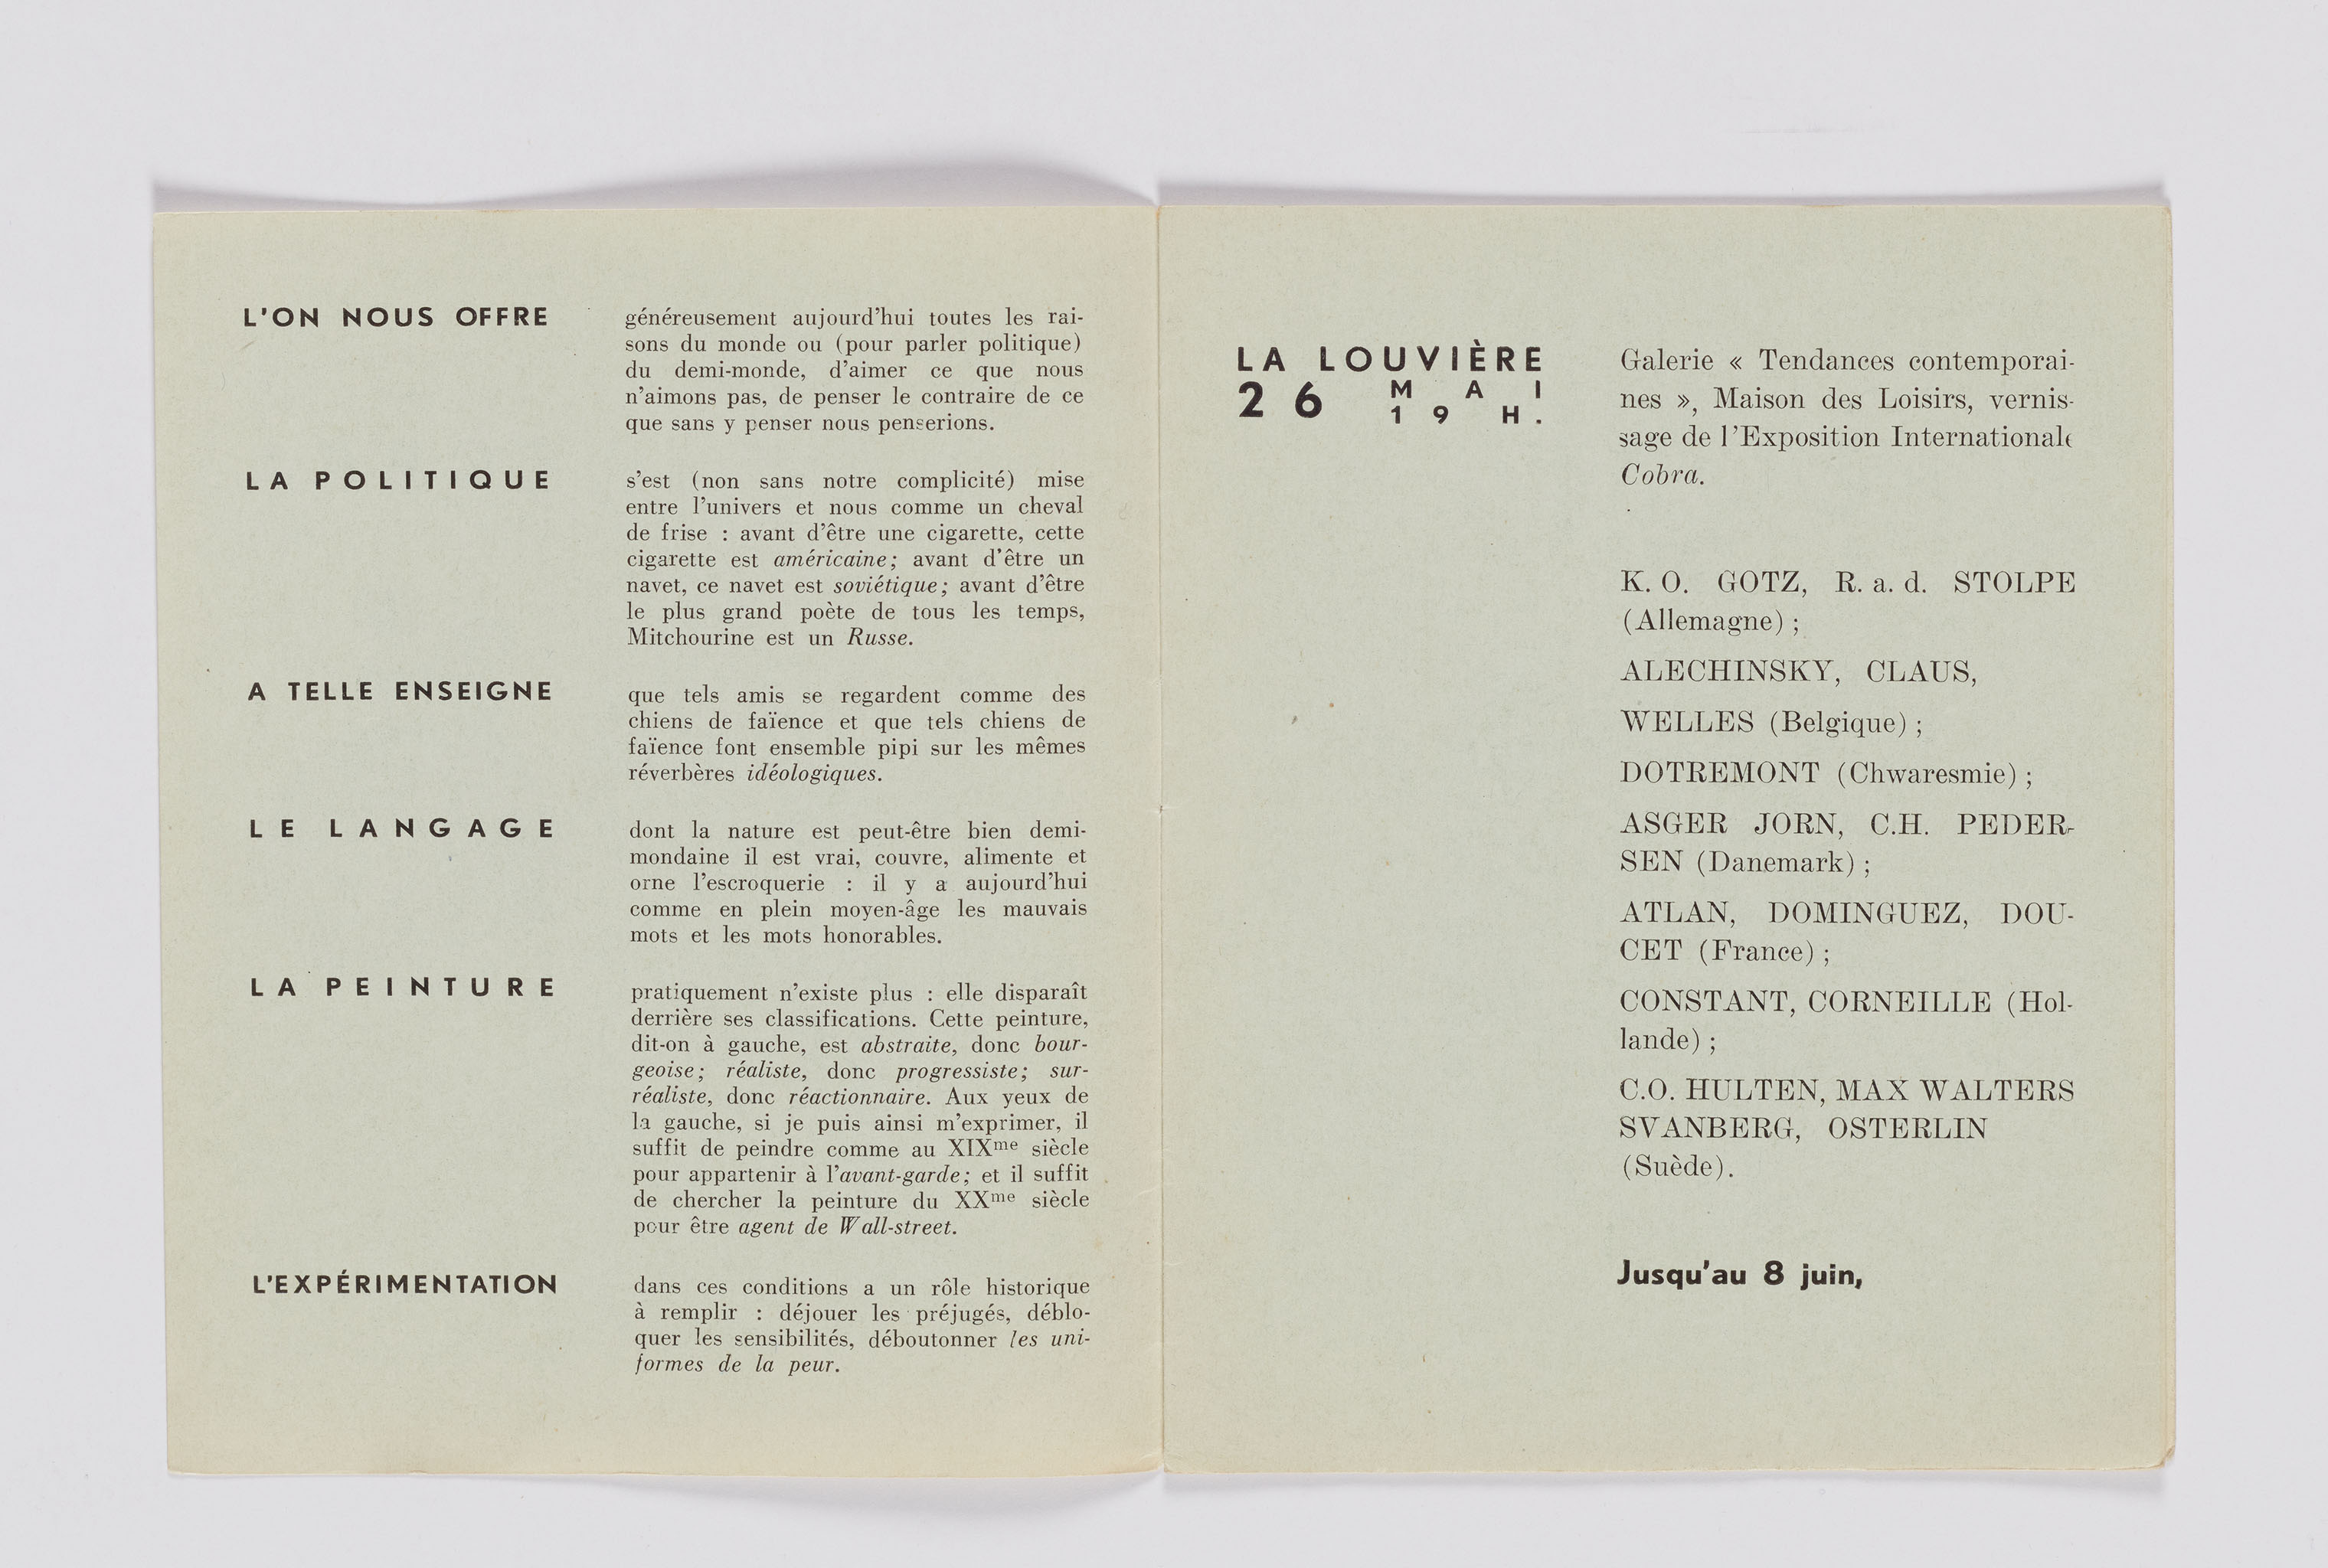 L'ON NOUS OFFRE
généreusement aujourd'hui toutes les rai-
sons du monde ou (pour parler politique)
du demi-monde, d'aimer ce que nous
n'aimons pas, de penser le contraire de ce
que sans y penser nous penserions.
LA POLITIQUE
s'est (non sans notre complicité) mise
entre l'univers et nous comme un cheval
de frise : avant d'être une cigarette, cette
cigarette est américaine; avant d'être un
navet, ce navet est soviétique; avant d'être
le plus grand poète de tous les temps,
Mitchourine est un Russe.
A TELLE ENSEIGNE
que tels amis se regardent comme des
chiens de faïence et que tels chiens de
faïence font ensemble pipi sur les mêmes
réverbères idéologiques.
LE LANGAGE
dont la nature est peut-être bien demi-
mondaine il est vrai, couvre, alimente et
orne l'escroquerie : il y a aujourd'hui
comme en plein moyen-âge les mauvais
mots et les mots honorables.
LA PEINTURE
pratiquement n'existe plus : elle disparaît
derrière ses classifications. Cette peinture,
dit-on à gauche, est abstraite, donc bour-
geoise; réaliste, donc progressiste; sur-
réaliste, donc réactionnaire. Aux yeux de
la gauche, si je puis ainsi m'exprimer, il
suffit de peindre comme au XIXme siècle
pour appartenir à l'avant-garde; et il suffit
de chercher la peinture du XXme siècle
pour être agent de Wall-street.
L'EXPÉRIMENTATION
dans ces conditions a un rôle historique
à remplir : déjouer les préjugés, déblo-
quer les sensibilités, déboutonner les uni-
formes de la peur.
LA LOUVIÈRE
26 MAI
19 H.
Galerie « Tendances contemporai-
nes », Maison des Loisirs, vernis-
sage de l'Exposition Internationale
Cobra.
K. O. GOTZ, R. a. d. STOLPE
(Allemagne) ;
ALECHINSKY, CLAUS,
WELLES (Belgique) ;
DOTREMONT (Chwaresmie) ;
ASGER JORN, C.H. PEDER-
SEN (Danemark) ;
ATLAN, DOMINGUEZ, DOU-
CET (France) ;
CONSTANT, CORNEILLE (Hol-
lande) ;
C.O. HULTEN, MAX WALTERS
SVANBERG, OSTERLIN
(Suède).
Jusqu'au 8 juin,